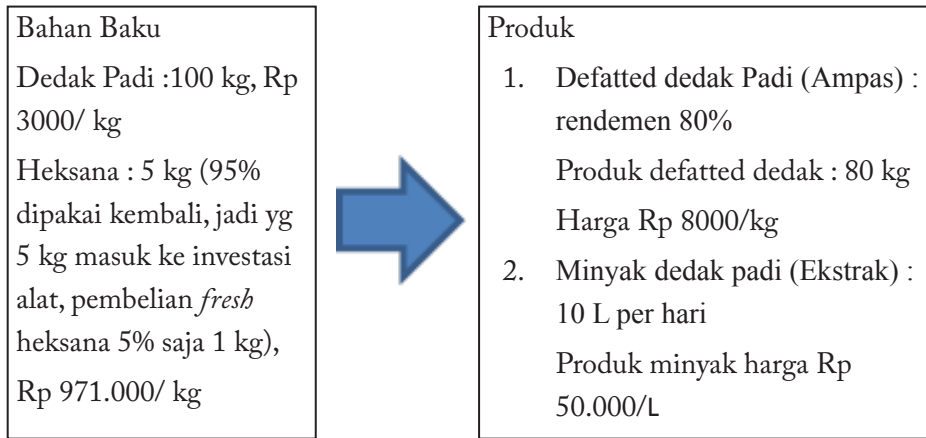 Bahan Baku
Dedak Padi :100 kg, Rp
3000/ kg
Heksana : 5 kg (95%
dipakai kembali, jadi yg
5 kg masuk ke investasi
alat, pembelian fresh
heksana 5% saja 1 kg),
Rp 971.000/ kg
Produk
1. Defatted dedak Padi (Ampas) :
rendemen 80%
Produk defatted dedak : 80 kg
Harga Rp 8000/kg
2. Minyak dedak padi (Ekstrak) :
10 L per hari
Produk minyak harga Rp
50.000/L